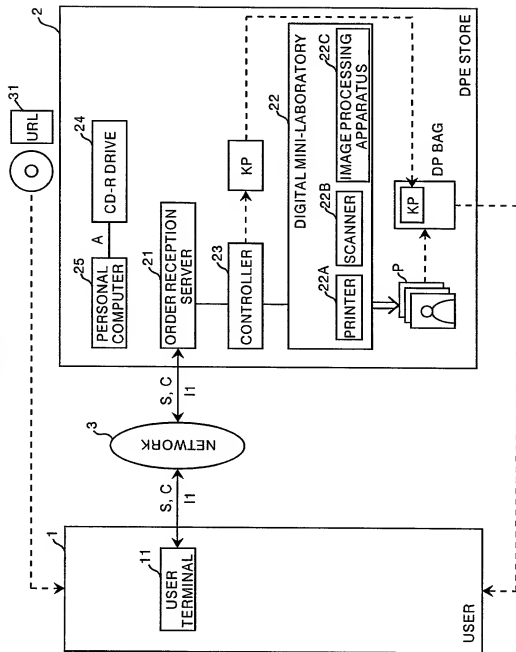 2
31
URL
24
CD-R DRIVE
A
25
PERSONAL
COMPUTER
21
ORDER RECEPTION
SERVER
23
CONTROLLER
KP
22
DIGITAL MINI-LABORATORY
22A
PRINTER
22B
SCANNER
22C
IMAGE PROCESSING
APPARATUS
P
KP
DP BAG
DPE STORE
S, C
I1
3
NETWORK
S, C
I1
1
11
USER
TERMINAL
USER